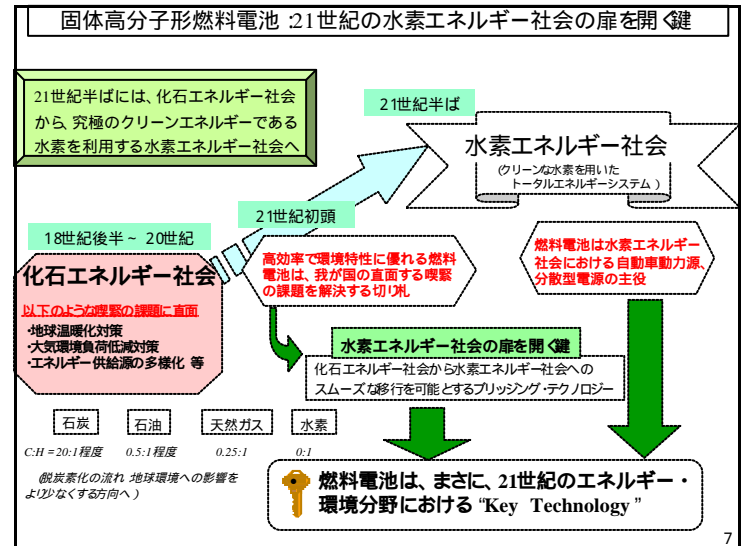 固体高分子形燃料電池:21世紀の水素エネルギー社会の扉を開く鍵
21世紀半ばには、化石エネルギー社会
から、究極のクリーンエネルギーである
水素を利用する水素エネルギー社会へ
21世紀半ば
水素エネルギー社会
(クリーンな水素を用いた
トータルエネルギーシステム)
21世紀初頭
18世紀後半~20世紀
化石エネルギー社会
以下のような喫緊の課題に直面
・地球温暖化対策
・大気環境負荷低減対策
・エネルギー供給源の多様化 等
高効率で環境特性に優れる燃料
電池は、我が国の直面する喫緊
の課題を解決する切り札
燃料電池は水素エネルギー
社会における自動車動力源、
分散型電源の主役
水素エネルギー社会の扉を開く鍵
化石エネルギー社会から水素エネルギー社会への
スムーズな移行を可能とするブリッジング・テクノロジー
石炭 石油 天然ガス 水素
C:H =20:1程度 0.5:1程度 0.25:1 0:1
(脱炭素化の流れ 地球環境への影響を
より少なくする方向へ)
燃料電池は、まさに、21世紀のエネルギー・
環境分野における “Key Technology”
7